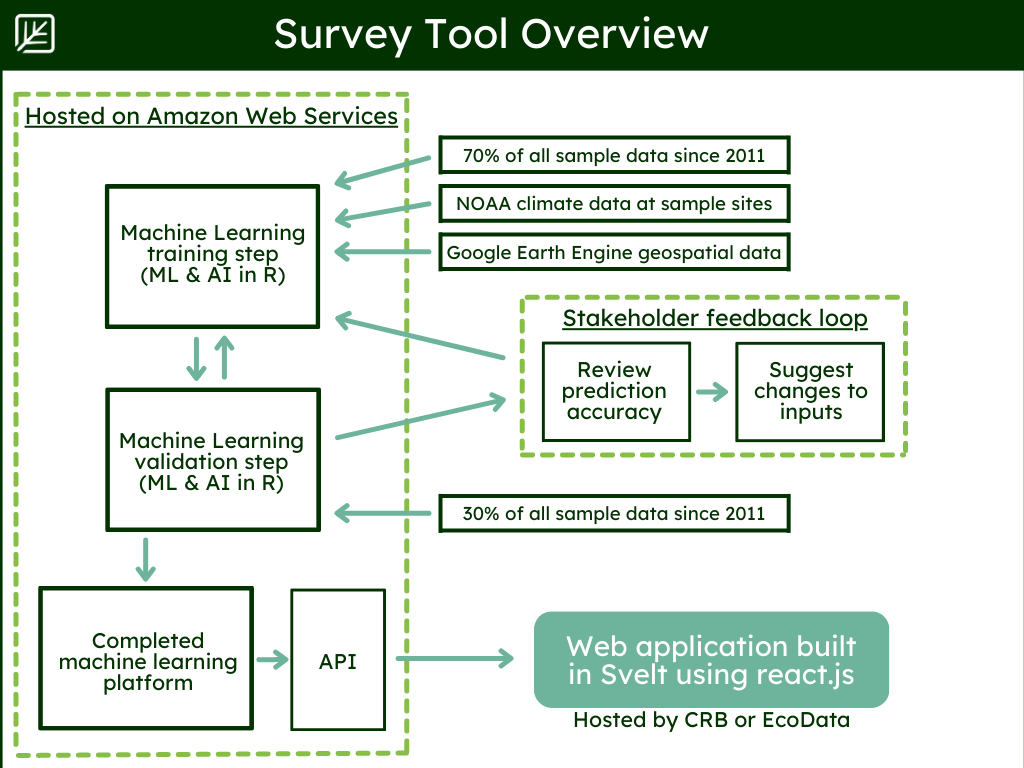 Survey Tool Overview
Hosted on Amazon Web Services
70% of all sample data since 2011
NOAA climate data at sample sites
Google Earth Engine geospatial data
Machine Learning
training step
(ML & AI in R)
Stakeholder feedback loop
Review
prediction
accuracy
Suggest
changes to
inputs
Machine Learning
validation step
(ML & AI in R)
30% of all sample data since 2011
Completed
machine learning
platform
API
Web application built
in Svelt using react.js
Hosted by CRB or EcoData